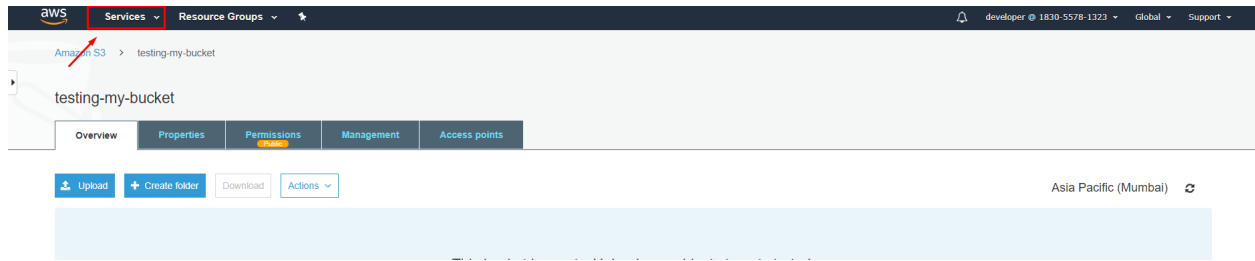 aws Services Resource Groups developer @ 1830-5578-1323 Global Support
Amazon S3 > testing-my-bucket
testing-my-bucket
Overview Properties Permissions Management Access points
Public
Upload + Create folder Download Actions Asia Pacific (Mumbai)